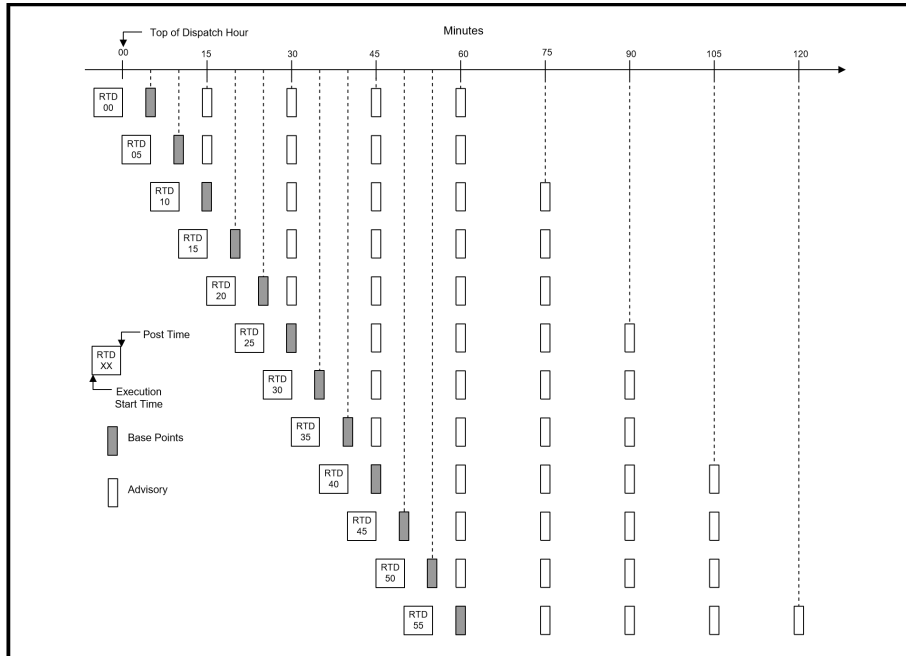 Top of Dispatch Hour
Minutes
00 15 30 45 60 75 90 105 120
RTD
00
RTD
05
RTD
10
RTD
15
RTD
20
RTD
25
Post Time
RTD
XX
Execution
Start Time
RTD
30
RTD
35
Base Points
RTD
40
Advisory
RTD
45
RTD
50
RTD
55